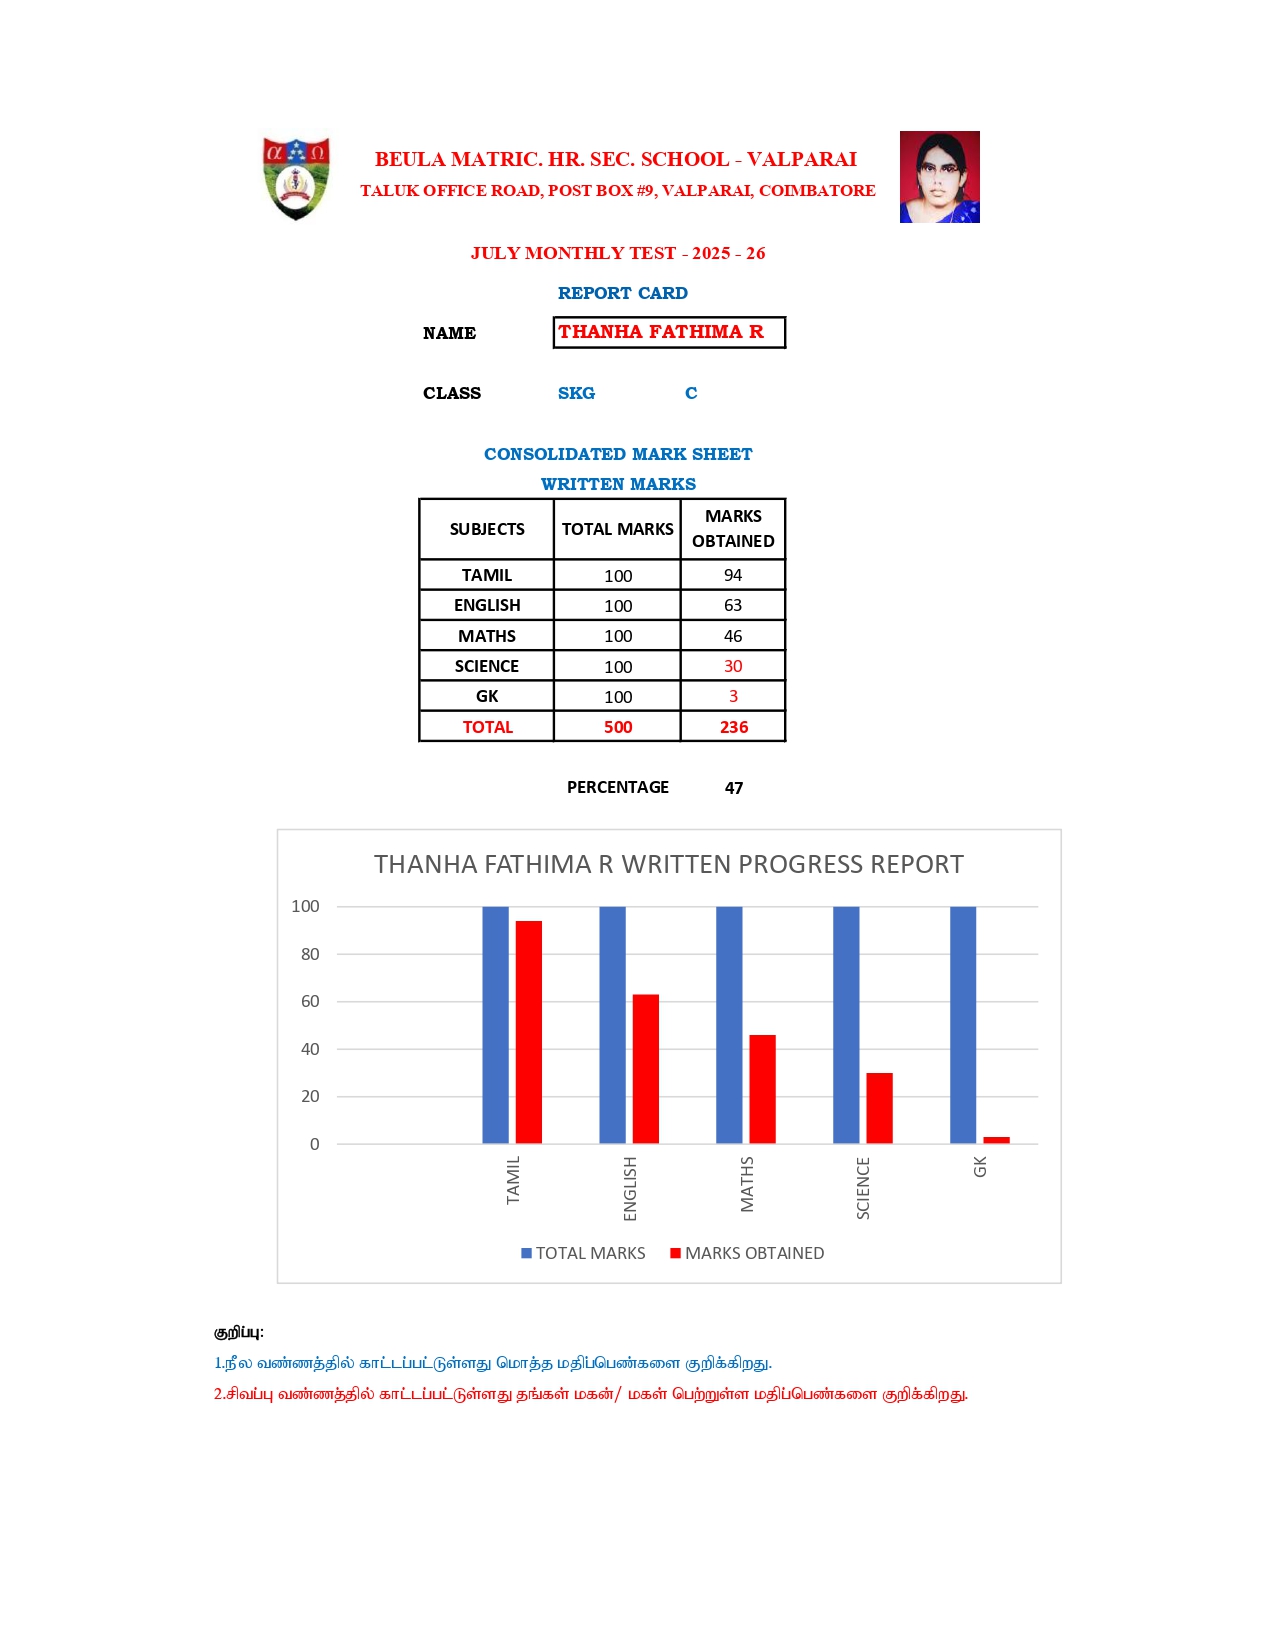 α Ω
BEULA MATRIC. HR. SEC. SCHOOL - VALPARAI
TALUK OFFICE ROAD, POST BOX #9, VALPARAI, COIMBATORE
JULY MONTHLY TEST - 2025 - 26
REPORT CARD
NAME THANHA FATHIMA R
CLASS SKG C
CONSOLIDATED MARK SHEET
WRITTEN MARKS
SUBJECTS TOTAL MARKS MARKS OBTAINED
TAMIL 100 94
ENGLISH 100 63
MATHS 100 46
SCIENCE 100 30
GK 100 3
TOTAL 500 236
PERCENTAGE 47
THANHA FATHIMA R WRITTEN PROGRESS REPORT
100
80
60
40
20
0
TAMIL ENGLISH MATHS SCIENCE GK
TOTAL MARKS MARKS OBTAINED
குறிப்பு:
1.நீல வண்ணத்தில் காட்டப்பட்டுள்ளது மொத்த மதிப்பெண்களை குறிக்கிறது.
2.சிவப்பு வண்ணத்தில் காட்டப்பட்டுள்ளது தங்கள் மகன்/ மகள் பெற்றுள்ள மதிப்பெண்களை குறிக்கிறது.